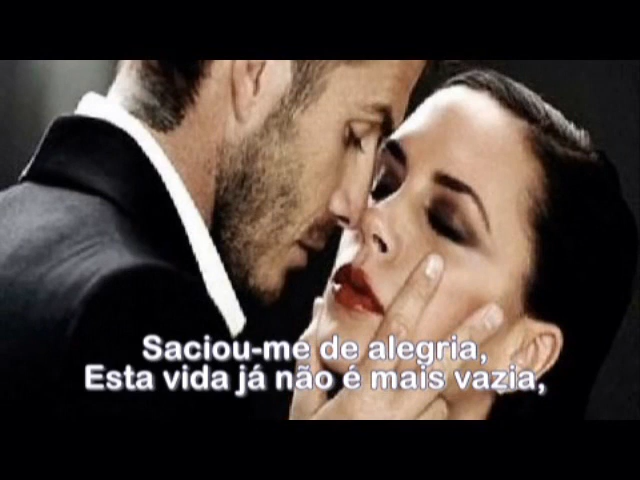 Saciou-me de alegria,
Esta vida já não é mais vazia,